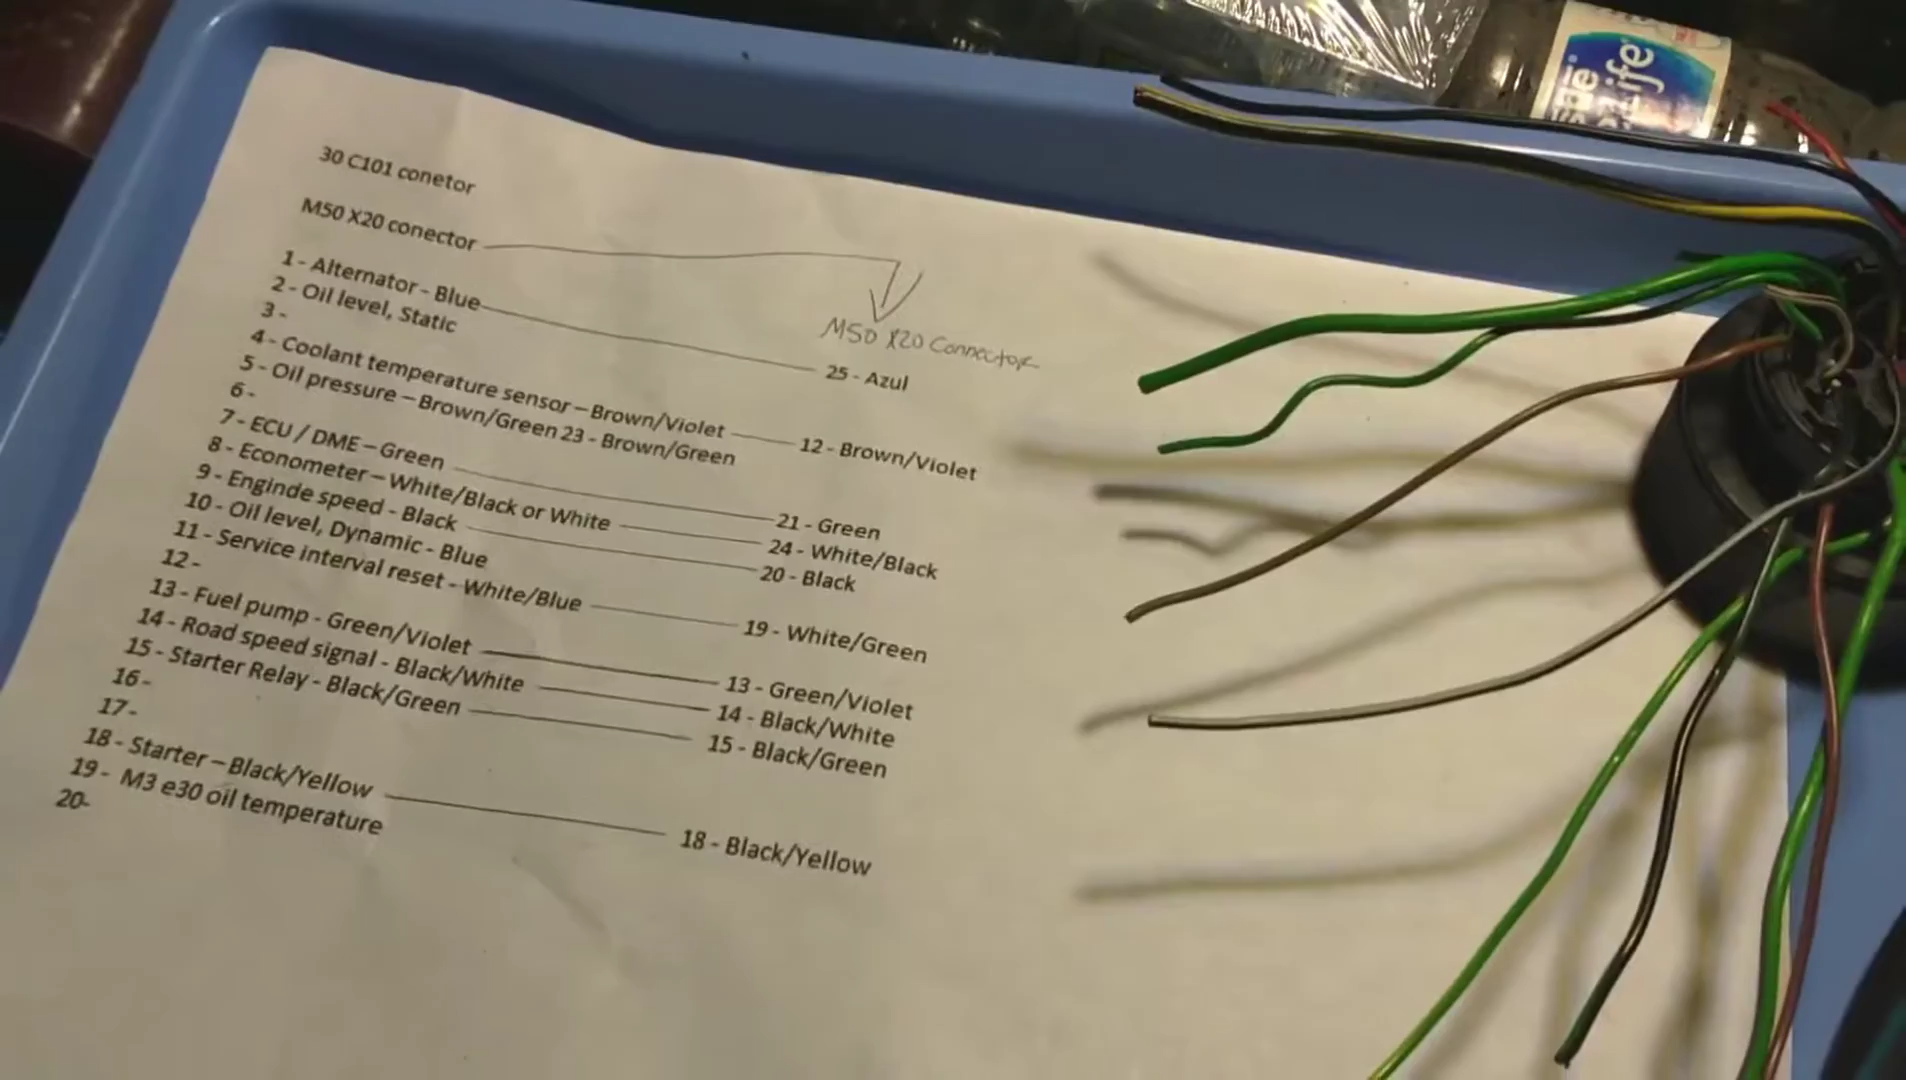 30 C101 conetor
M50 X20 conector
M50 X20 Connector
1 - Alternator - Blue 25 - Azul
2 - Oil level, Static
3 -
4 - Coolant temperature sensor – Brown/Violet 12 - Brown/Violet
5 - Oil pressure – Brown/Green 23 - Brown/Green
6 -
7 - ECU / DME – Green 21 - Green
8 - Econometer – White/Black or White 24 - White/Black
9 - Enginde speed - Black 20 - Black
10 - Oil level, Dynamic - Blue
11 - Service interval reset - White/Blue 19 - White/Green
12 -
13 - Fuel pump - Green/Violet 13 - Green/Violet
14 - Road speed signal - Black/White 14 - Black/White
15 - Starter Relay - Black/Green 15 - Black/Green
16 -
17 -
18 - Starter – Black/Yellow 18 - Black/Yellow
19 - M3 e30 oil temperature
20-